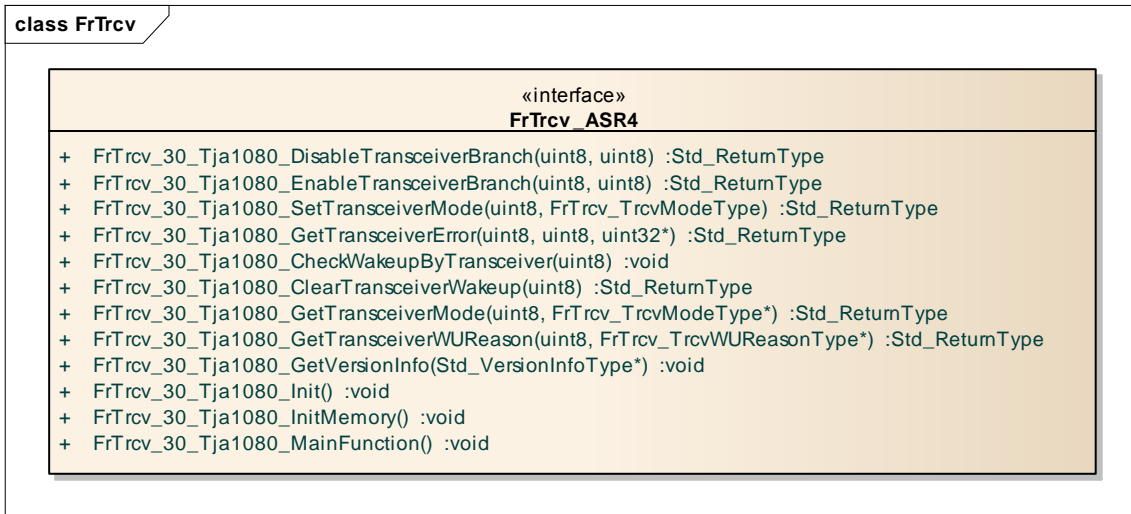 class FrTrcv
«interface»
FrTrcv_ASR4
+ FrTrcv_30_Tja1080_DisableTransceiverBranch(uint8, uint8) :Std_ReturnType
+ FrTrcv_30_Tja1080_EnableTransceiverBranch(uint8, uint8) :Std_ReturnType
+ FrTrcv_30_Tja1080_SetTransceiverMode(uint8, FrTrcv_TrcvModeType) :Std_ReturnType
+ FrTrcv_30_Tja1080_GetTransceiverError(uint8, uint8, uint32*) :Std_ReturnType
+ FrTrcv_30_Tja1080_CheckWakeupByTransceiver(uint8) :void
+ FrTrcv_30_Tja1080_ClearTransceiverWakeup(uint8) :Std_ReturnType
+ FrTrcv_30_Tja1080_GetTransceiverMode(uint8, FrTrcv_TrcvModeType*) :Std_ReturnType
+ FrTrcv_30_Tja1080_GetTransceiverWUReason(uint8, FrTrcv_TrcvWUReasonType*) :Std_ReturnType
+ FrTrcv_30_Tja1080_GetVersionInfo(Std_VersionInfoType*) :void
+ FrTrcv_30_Tja1080_Init() :void
+ FrTrcv_30_Tja1080_InitMemory() :void
+ FrTrcv_30_Tja1080_MainFunction() :void